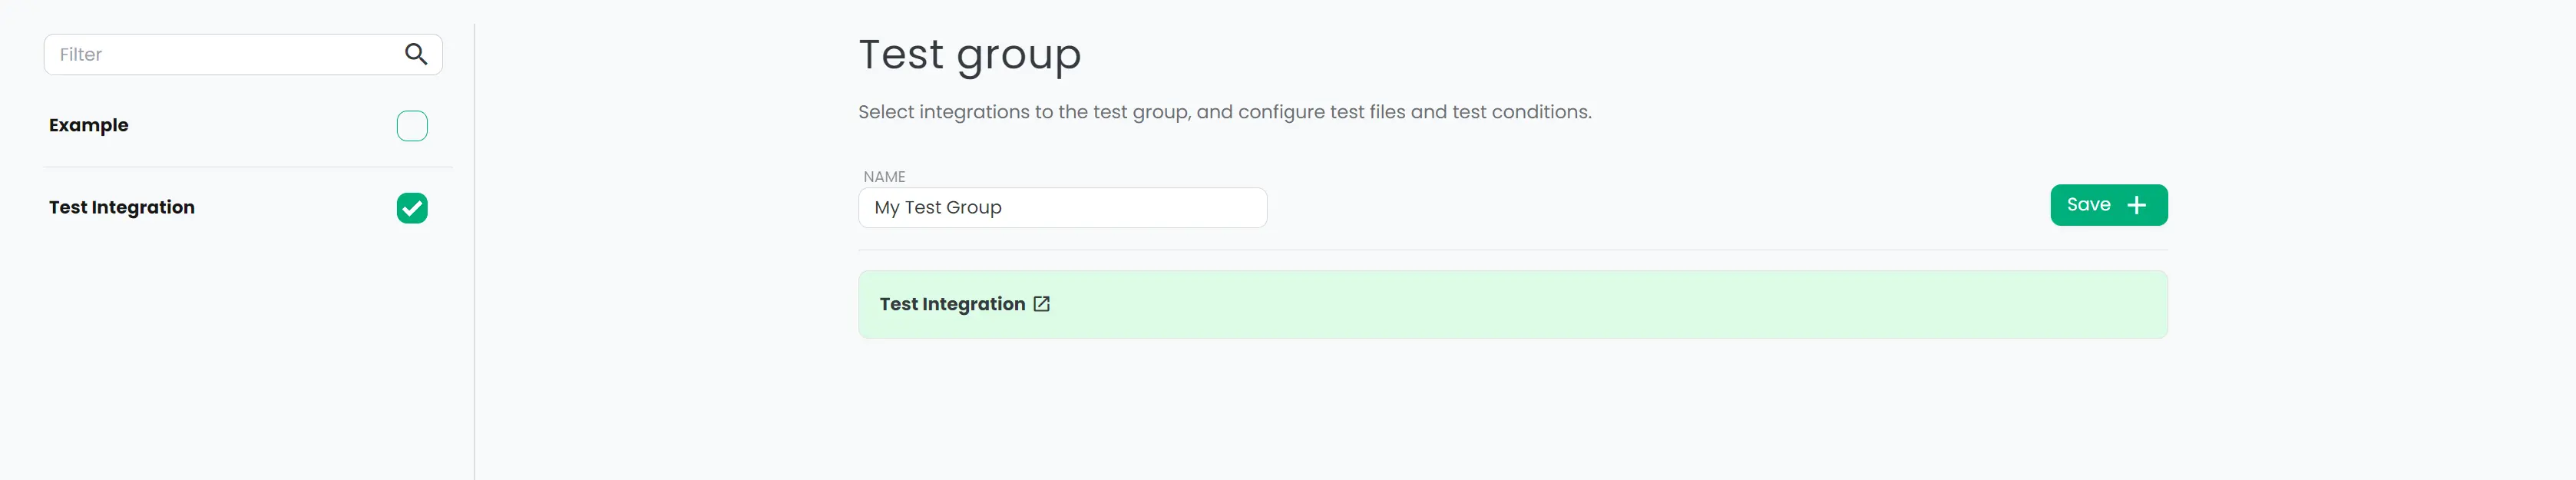 Filter
Example
Test Integration
Test group
Select integrations to the test group, and configure test files and test conditions.
NAME
My Test Group
Save
Test Integration